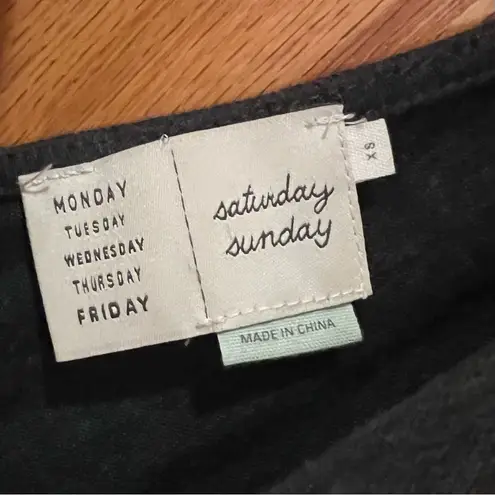 MONDAY
TUESDAY
WEDNESDAY
THURSDAY
FRIDAY
saturday
sunday
XS
MADE IN CHINA